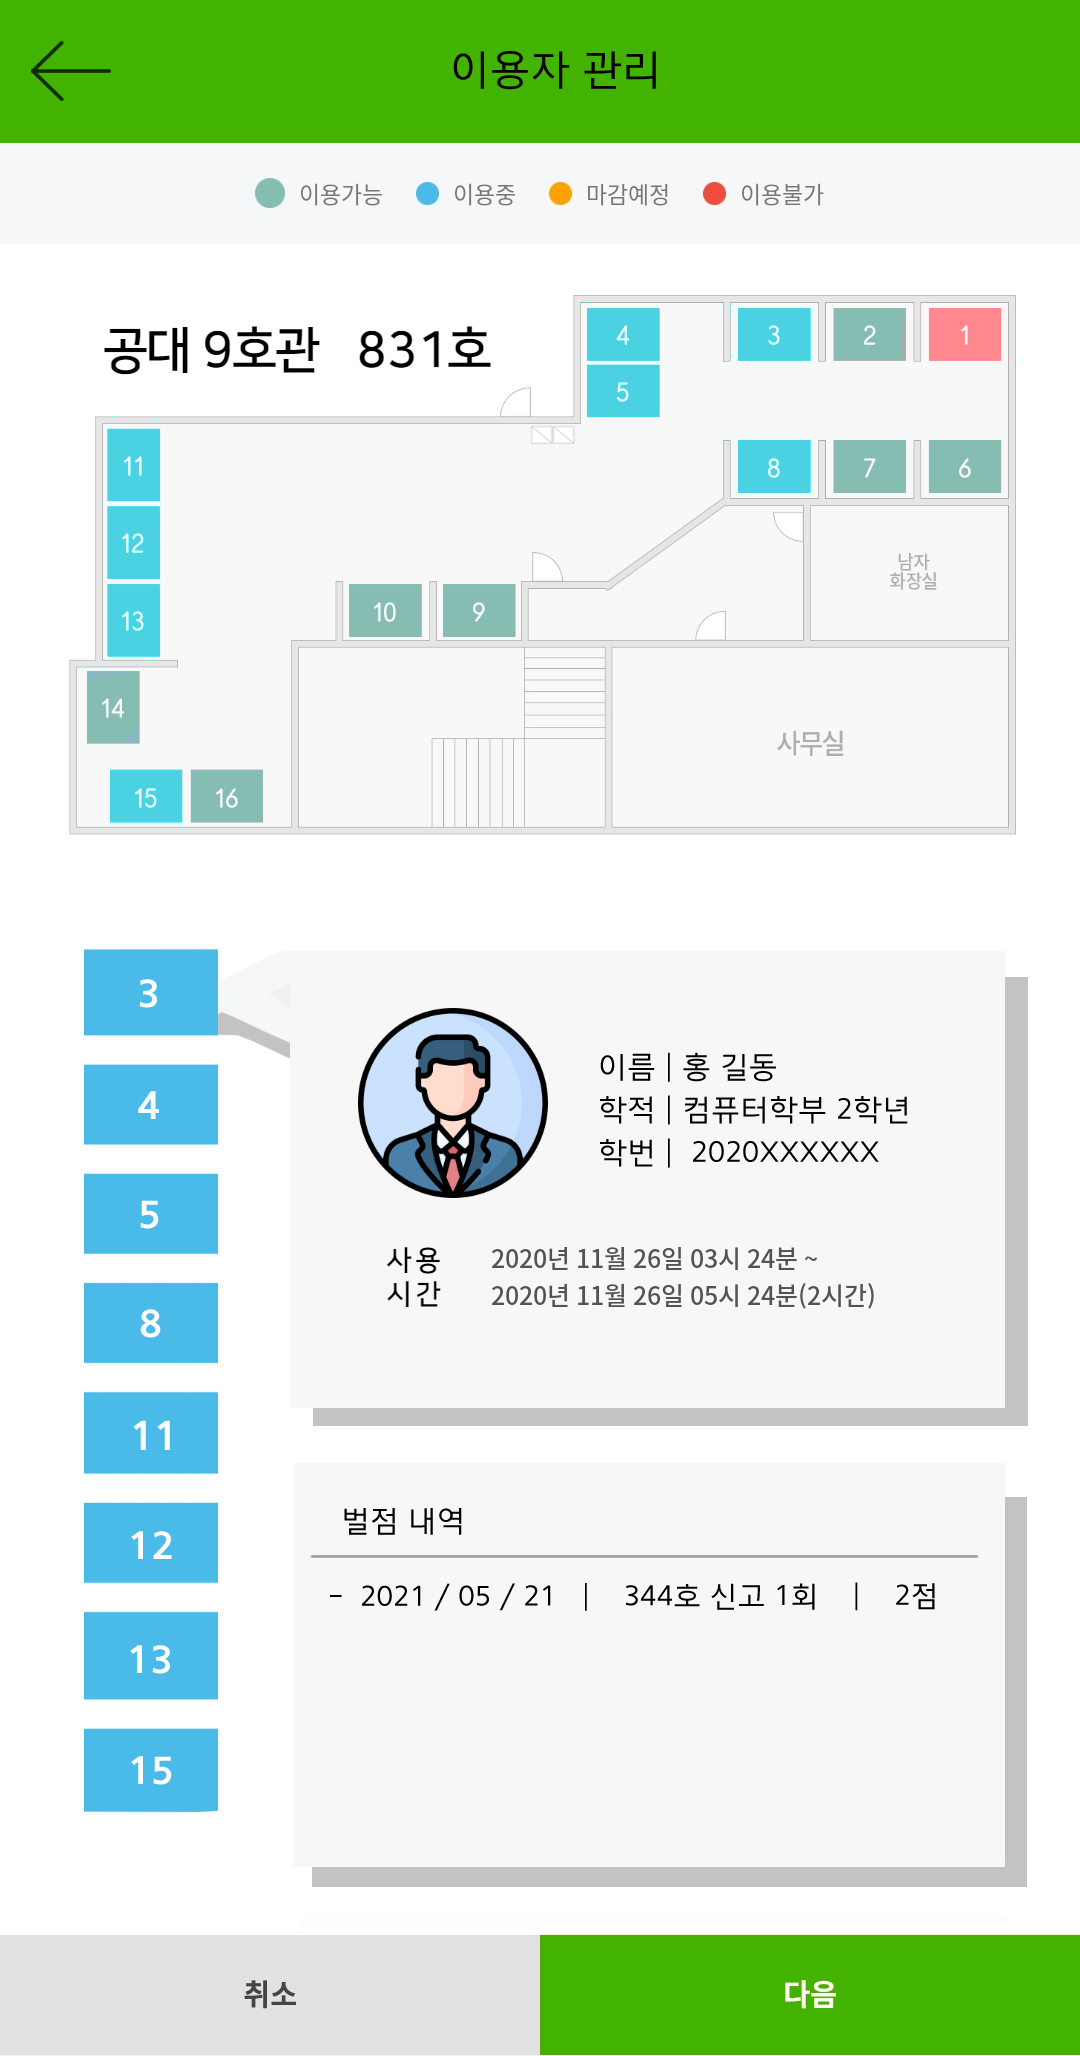 이용자 관리
이용가능 이용중 마감예정 이용불가
공대 9호관 831호
4 3 2 1
5
11 8 7 6
12
남자
화장실
10 9
13
14
사무실
15 16
3
이름 | 홍 길동
4 학적 | 컴퓨터학부 2학년
학번 | 2020XXXXXX
5
사용 2020년 11월 26일 03시 24분 ~
시간 2020년 11월 26일 05시 24분(2시간)
8
11
벌점 내역
12
- 2021 / 05 / 21 | 344호 신고 1회 | 2점
13
15
취소 다음